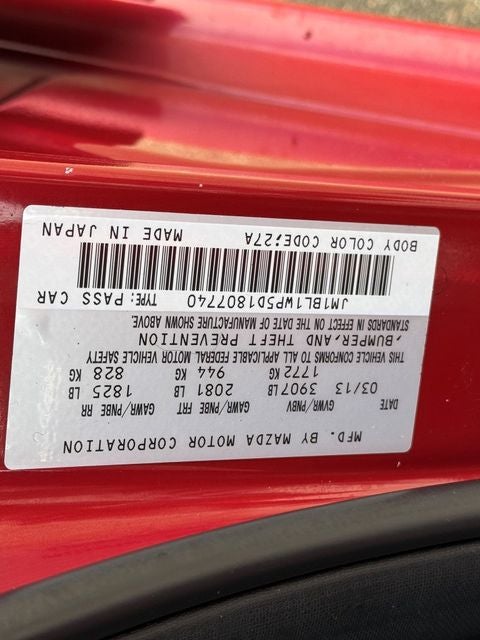 MFD. BY MAZDA MOTOR CORPORATION
DATE GVWR/PNBV GAWR/PNBE FRT GAWR/PNBE RR
03/13 3907 LB 2081 LB 1825 LB
1772 KG 944 KG 828 KG
THIS VEHICLE CONFORMS TO ALL APPLICABLE FEDERAL MOTOR VEHICLE SAFETY
,BUMPER,AND THEFT PREVENTION
STANDARDS IN EFFECT ON THE DATE OF MANUFACTURE SHOWN ABOVE.
JM1BL1WP5D1807740 TYPE: PASS CAR
BODY COLOR CODE:27A MADE IN JAPAN